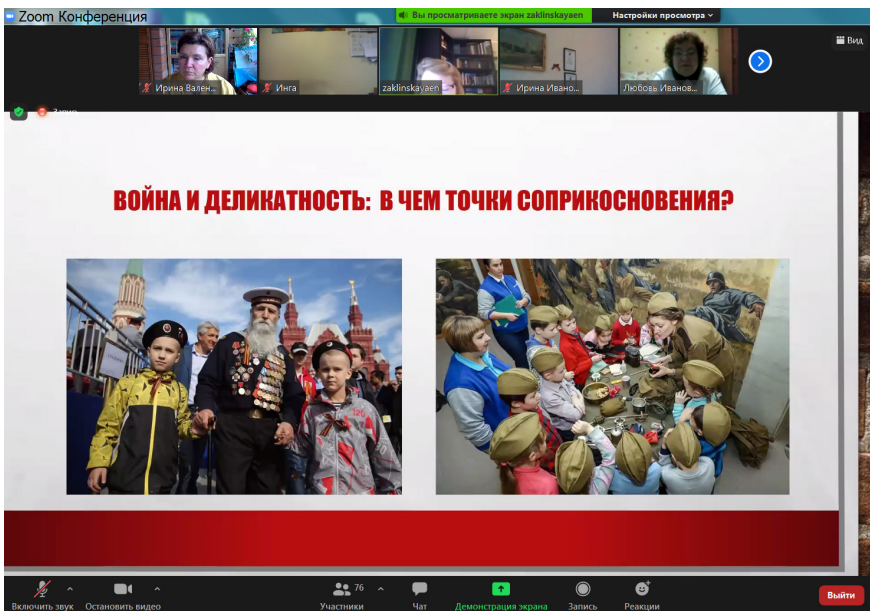 Zoom Конференция
Вы просматриваете экран zaklinskayaen
Настройки просмотра
Вид
Ирина Вален...
Инга
zaklinskayaen
Ирина Ивано...
Любовь Иванов...
ВОЙНА И ДЕЛИКАТНОСТЬ: В ЧЕМ ТОЧКИ СОПРИКОСНОВЕНИЯ?
Включить звук
Остановить видео
76
Участники
Чат
Демонстрация экрана
Запись
Реакции
Выйти